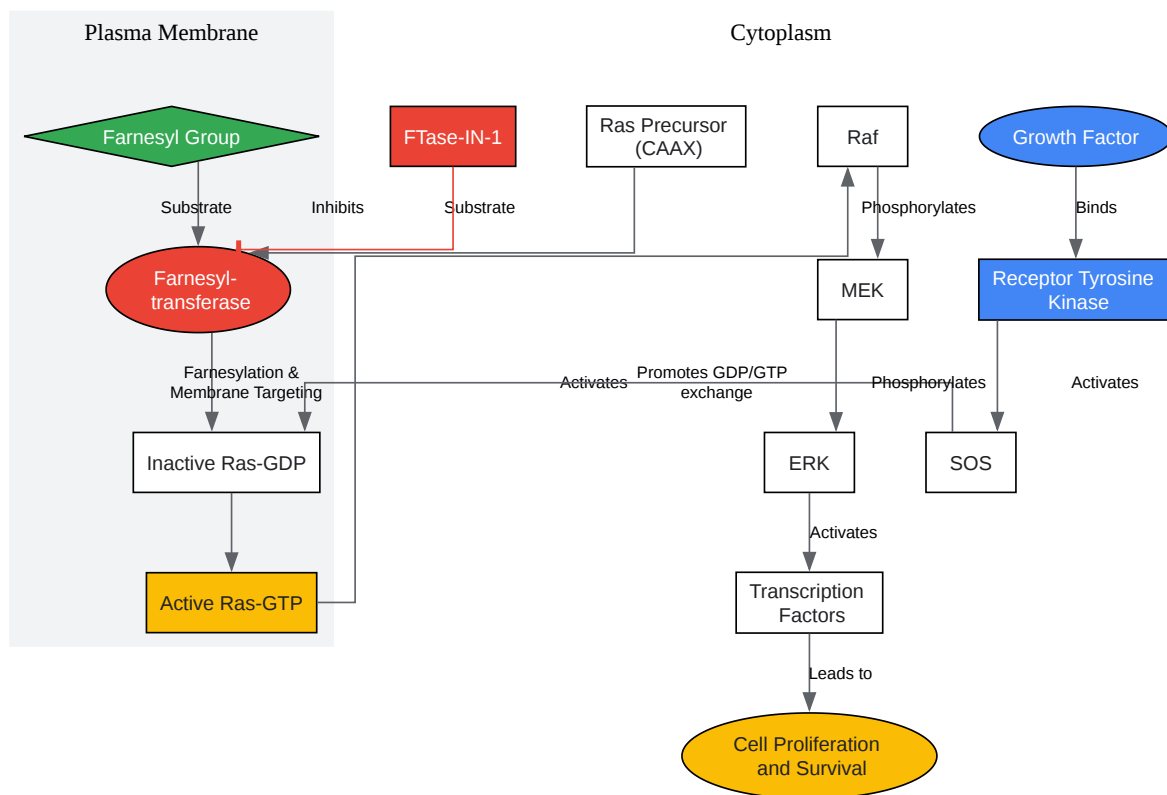 Plasma Membrane
Cytoplasm
Farnesyl Group
FTase-IN-1
Ras Precursor
(CAAX)
Raf
Growth Factor
Substrate
Inhibits
Substrate
Phosphorylates
Binds
Farnesyl-
transferase
MEK
Receptor Tyrosine
Kinase
Farnesylation &
Membrane Targeting
Activates
Promotes GDP/GTP
exchange
Phosphorylates
Activates
Inactive Ras-GDP
ERK
SOS
Activates
Active Ras-GTP
Transcription
Factors
Leads to
Cell Proliferation
and Survival